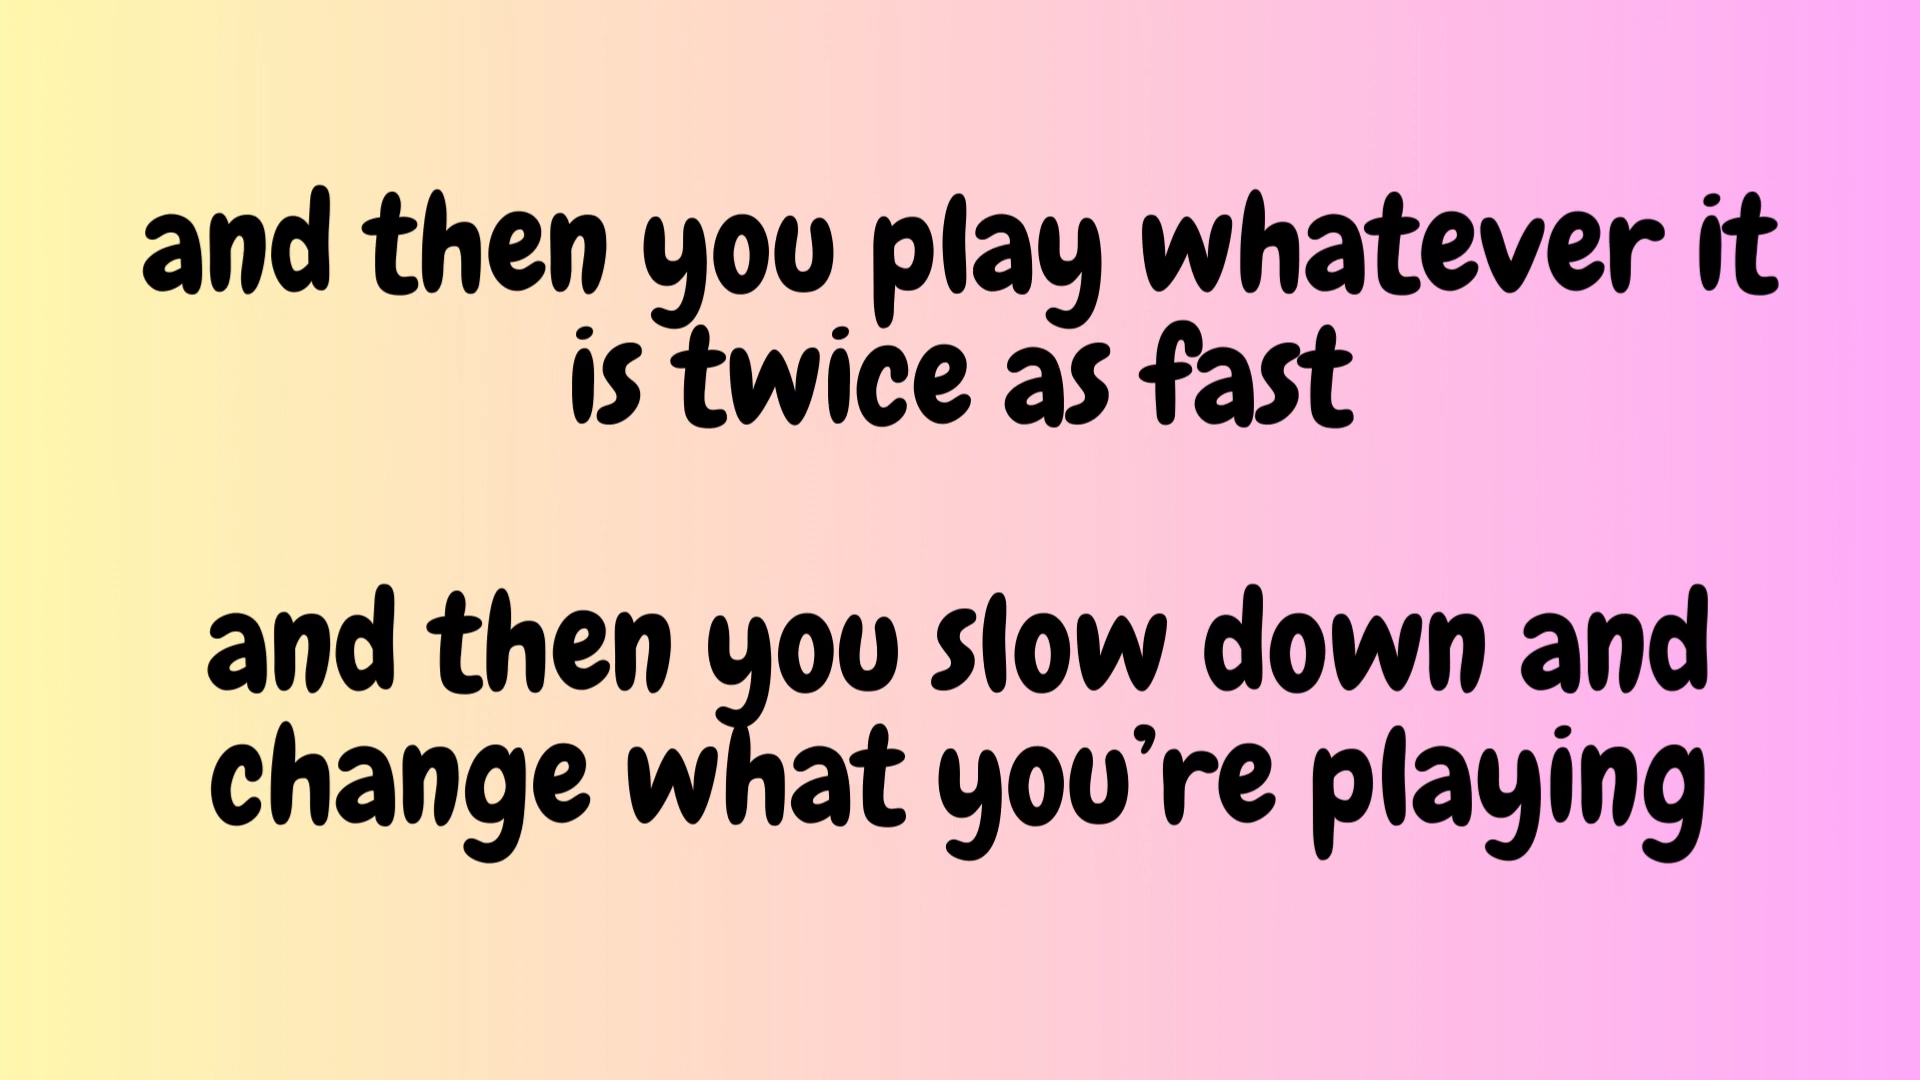 and then you play whatever it
is twice as fast
and then you slow down and
change what you’re playing